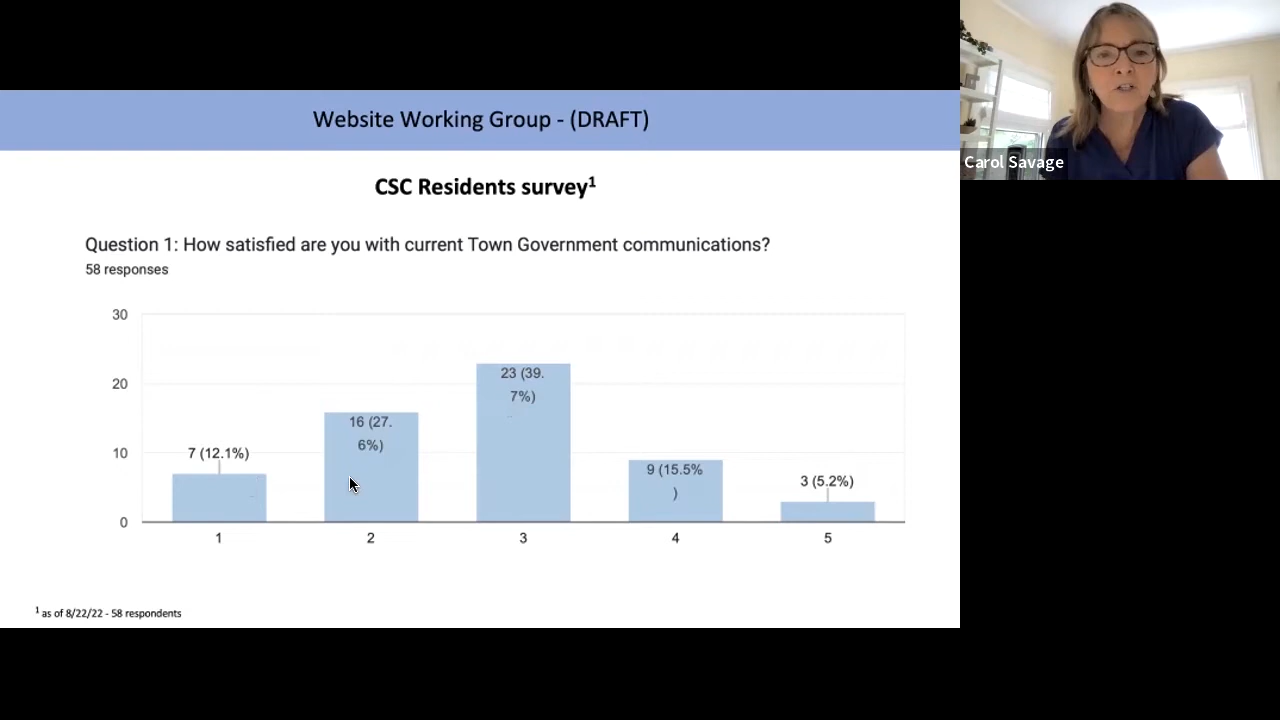 Website Working Group - (DRAFT)
Carol Savage
CSC Residents survey¹
Question 1: How satisfied are you with current Town Government communications?
58 responses
30
20
10
0
7 (12.1%)
16 (27.
6%)
23 (39.
7%)
9 (15.5%
)
3 (5.2%)
1
2
3
4
5
¹ as of 8/22/22 - 58 respondents